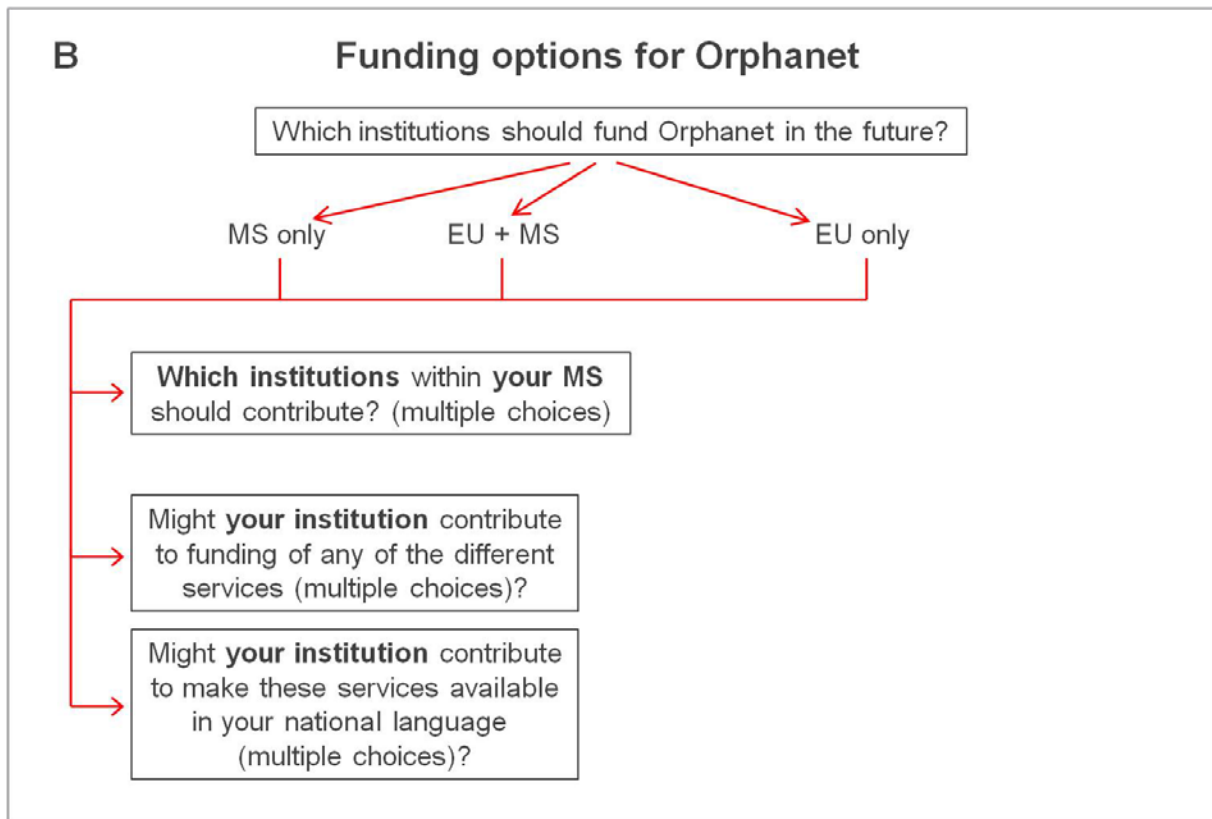 B
Funding options for Orphanet
Which institutions should fund Orphanet in the future?
MS only
EU + MS
EU only
Which institutions within your MS
should contribute? (multiple choices)
Might your institution contribute
to funding of any of the different
services (multiple choices)?
Might your institution contribute
to make these services available
in your national language
(multiple choices)?